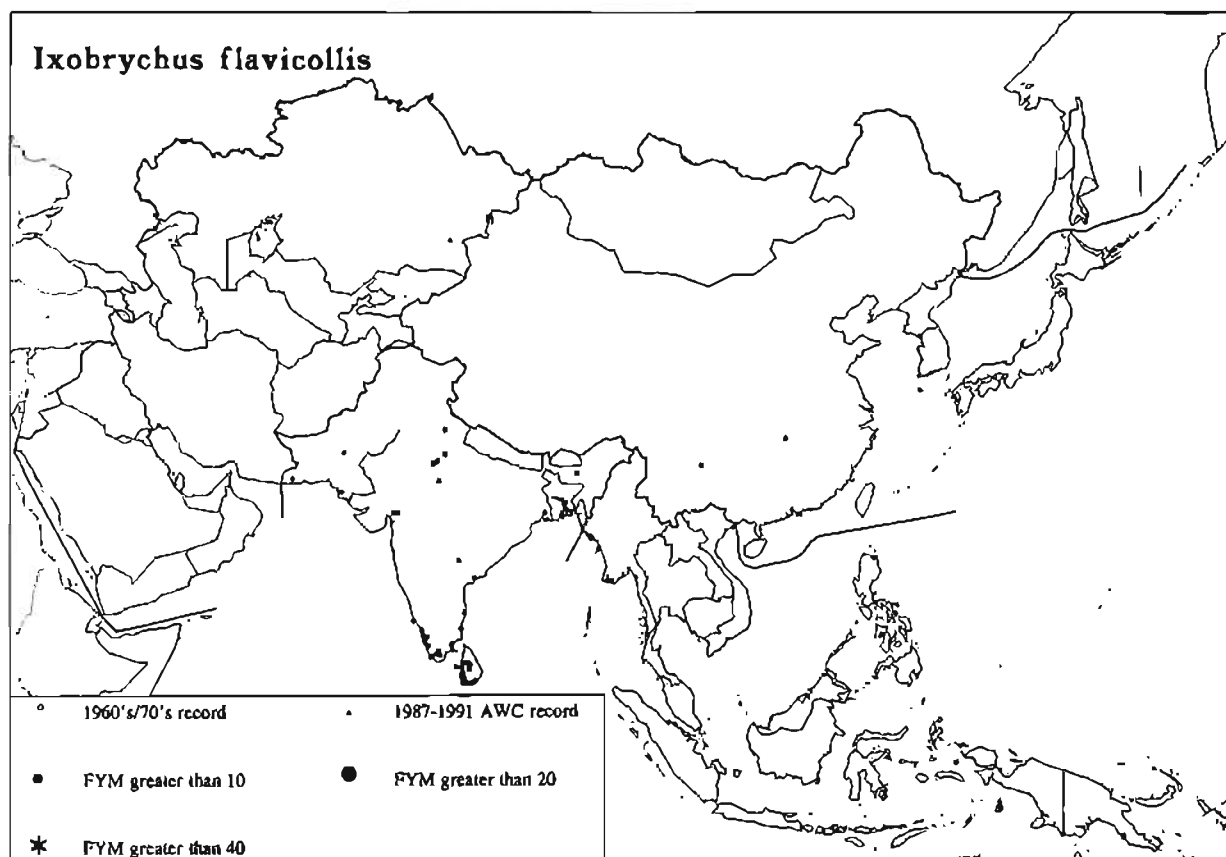 Ixobrychus flavicollis
1960's/70's record
1987-1991 AWC record
FYM greater than 10
FYM greater than 20
FYM greater than 40